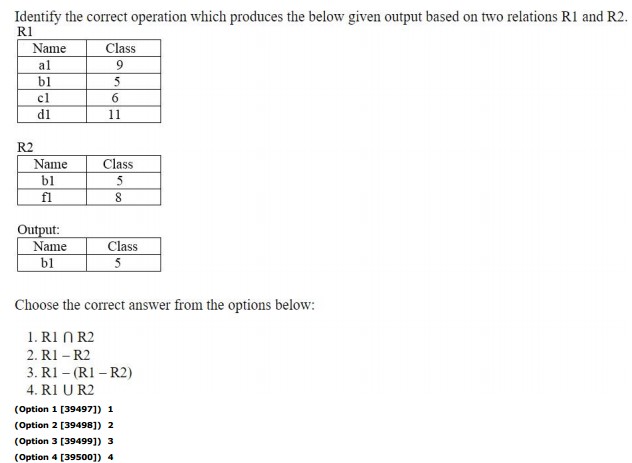 Identify the correct operation which produces the below given output based on two relations R1 and R2.
R1
Name Class
a1 9
b1 5
c1 6
d1 11
R2
Name Class
b1 5
f1 8
Output:
Name Class
b1 5
Choose the correct answer from the options below:
1. R1 ∩ R2
2. R1 – R2
3. R1 – (R1 – R2)
4. R1 U R2
(Option 1 [39497]) 1
(Option 2 [39498]) 2
(Option 3 [39499]) 3
(Option 4 [39500]) 4